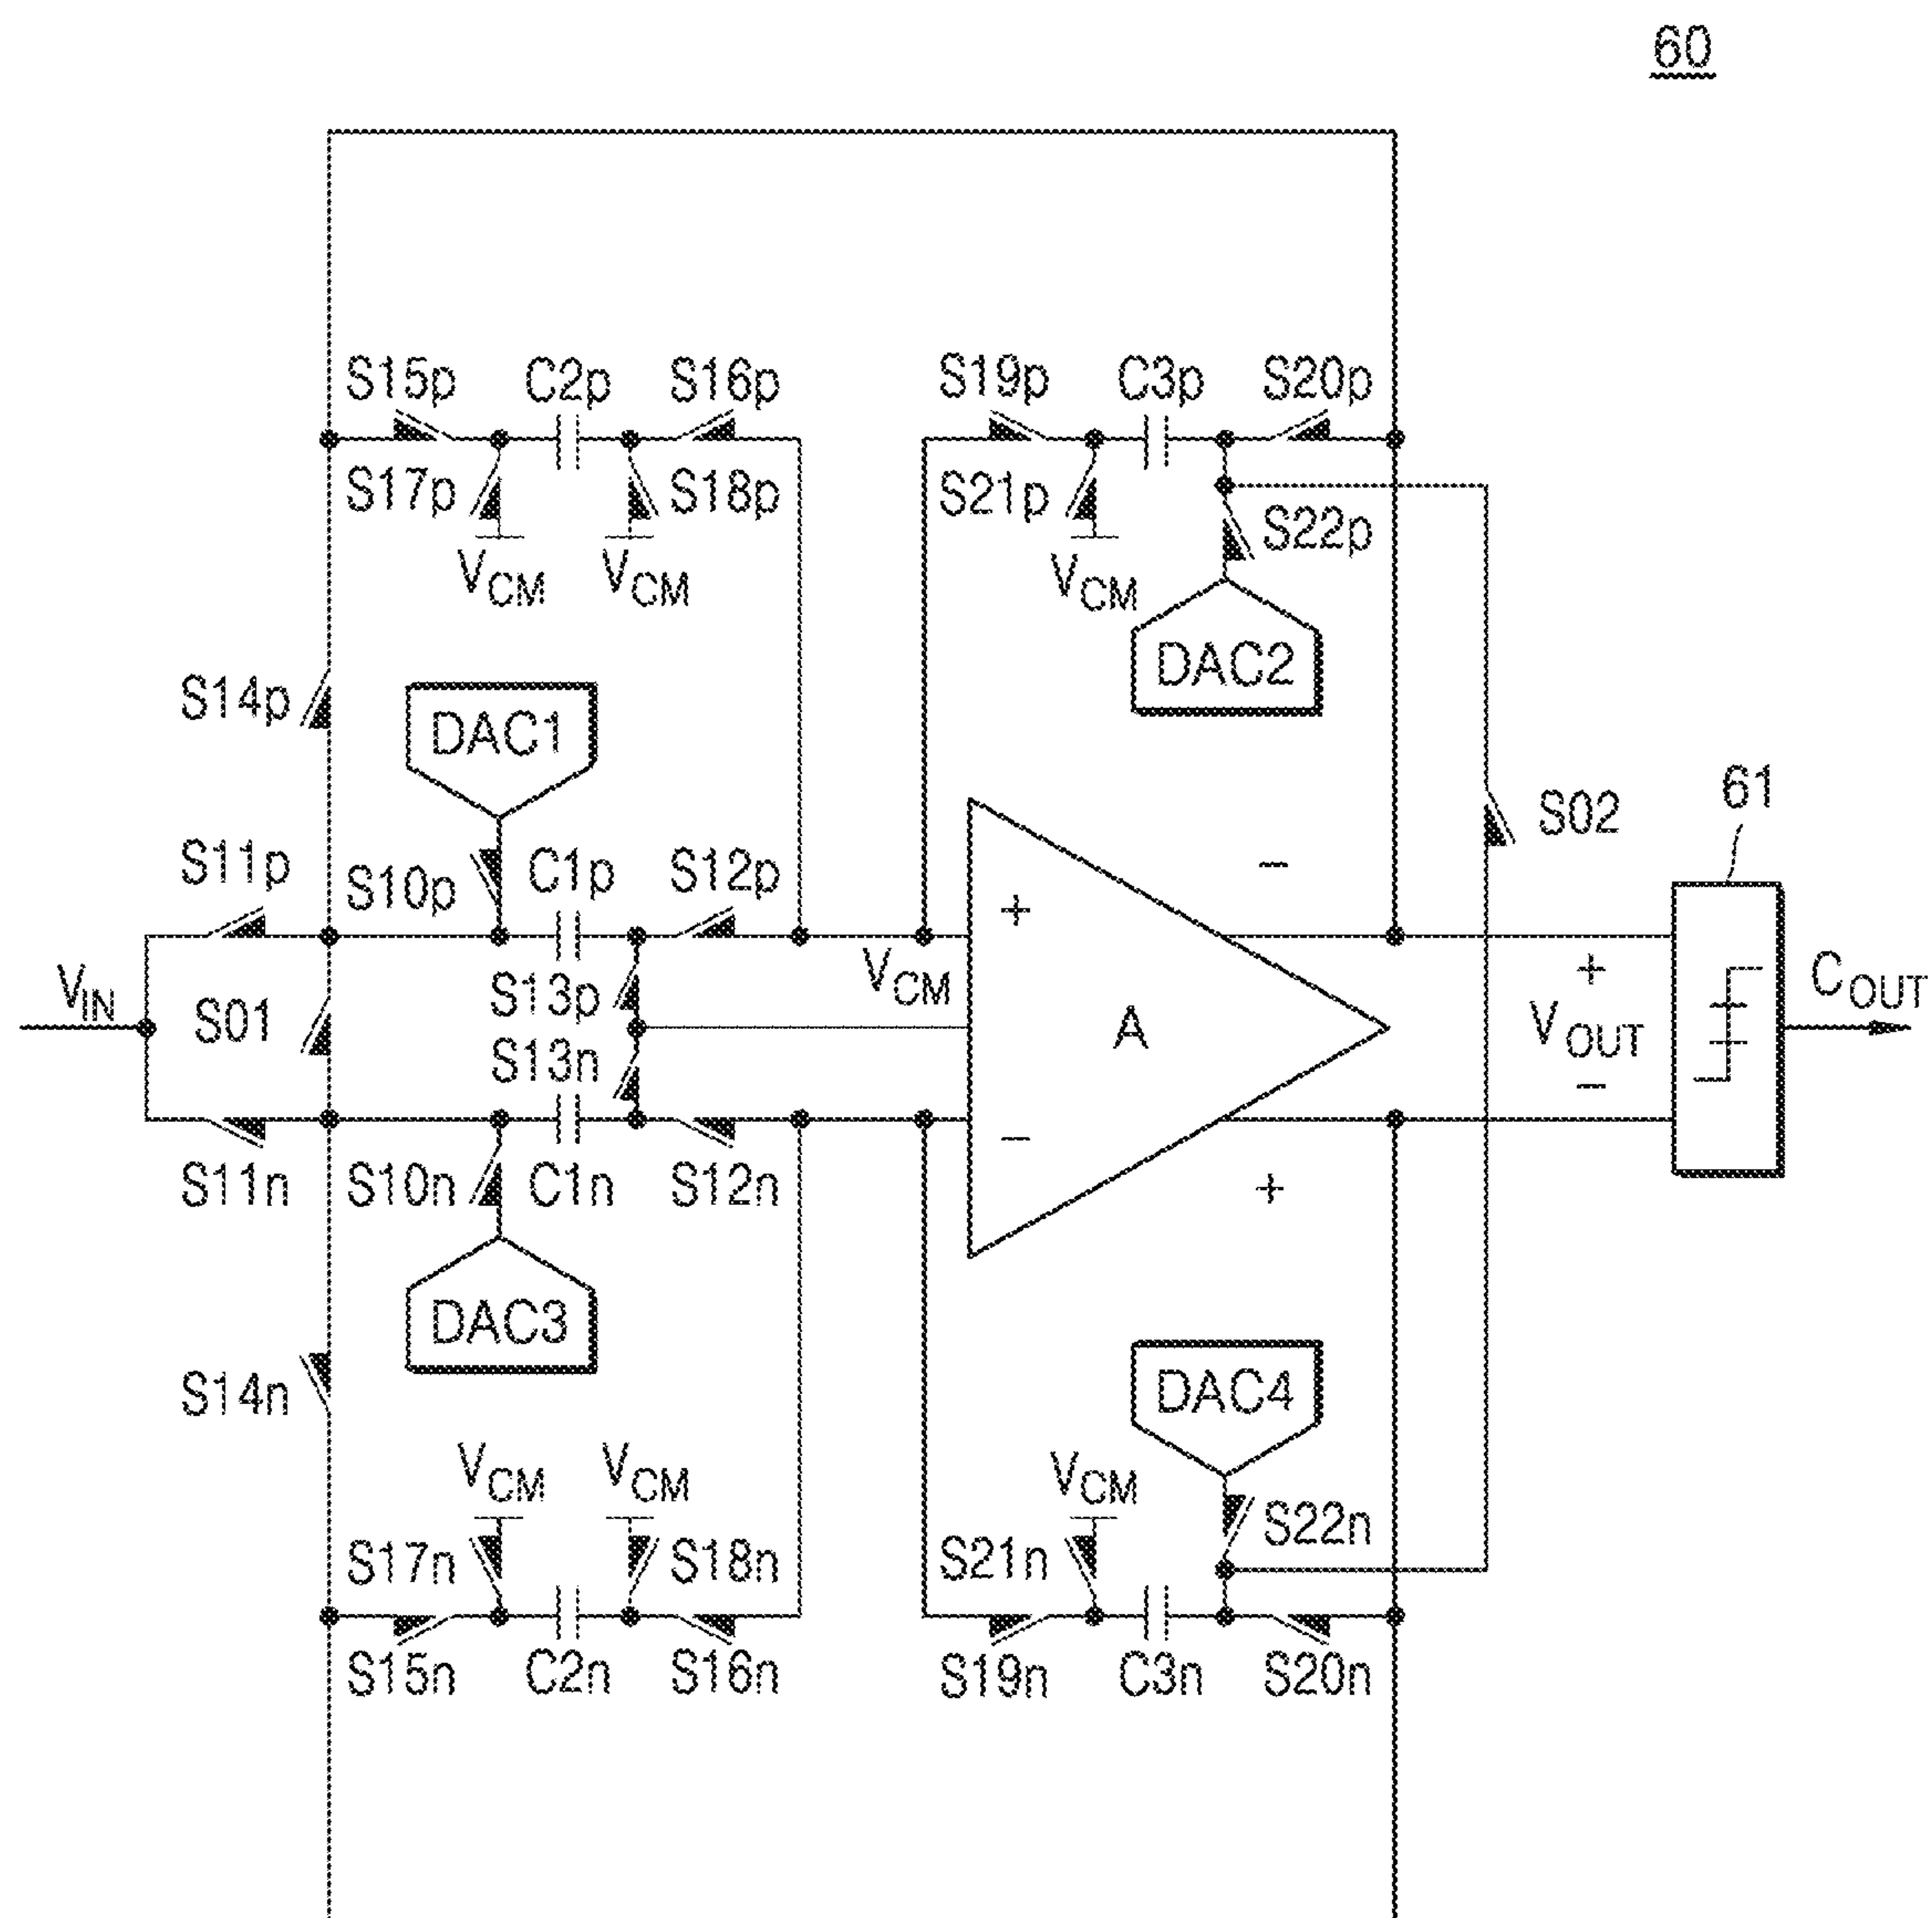 60
S15p C2p S16p S19p C3p S20p
S17p S18p S21p S22p
VCM VCM VCM
DAC2
S14p
DAC1
61
S02
S11p S10p C1p S12p
+ −
VIN S01 S13p VCM + COUT
A VOUT
S13n −
−
S11n S10n C1n S12n +
DAC3
DAC4
S14n
VCM VCM VCM
S17n S18n S21n S22n
S15n C2n S16n S19n C3n S20n